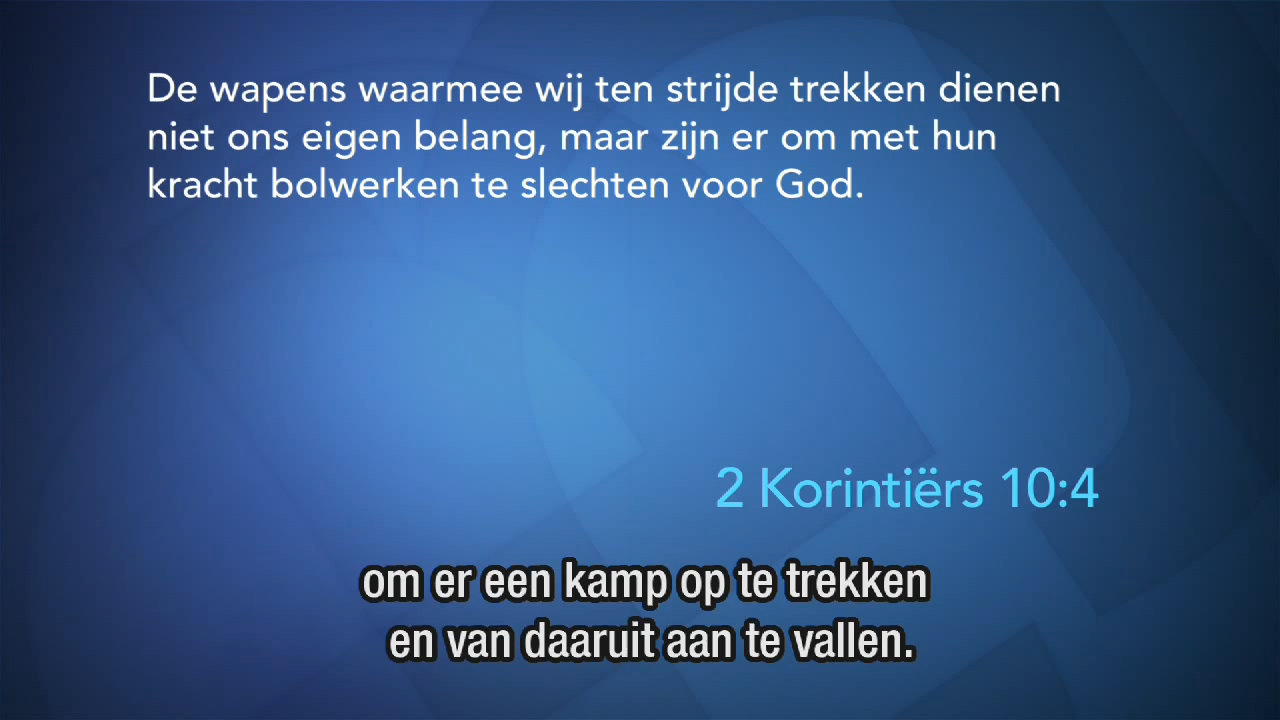 De wapens waarmee wij ten strijde trekken dienen
niet ons eigen belang, maar zijn er om met hun
kracht bolwerken te slechten voor God.
2 Korintiërs 10:4
om er een kamp op te trekken
en van daaruit aan te vallen.